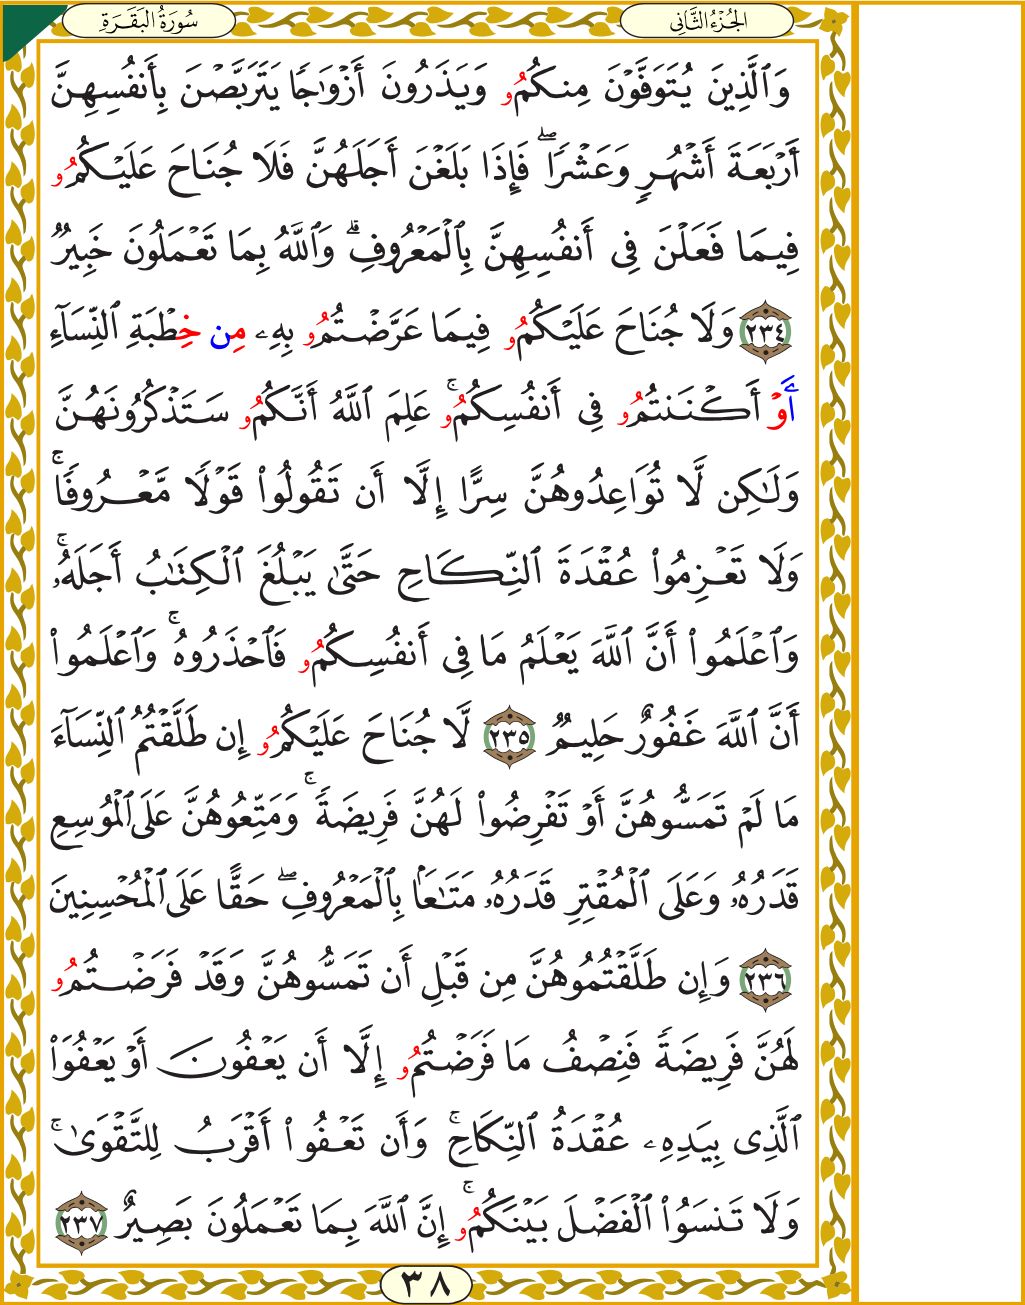 الجُزْءُ الثَّانِى
سُورَةُ البَقَرَةِ
وَٱلَّذِينَ يُتَوَفَّوْنَ مِنكُمُۥ وَيَذَرُونَ أَزْوَٰجًا يَتَرَبَّصْنَ بِأَنفُسِهِنَّ
أَرْبَعَةَ أَشْهُرٍ وَعَشْرًا ۖ فَإِذَا بَلَغْنَ أَجَلَهُنَّ فَلَا جُنَاحَ عَلَيْكُمُۥ
فِيمَا فَعَلْنَ فِى أَنفُسِهِنَّ بِٱلْمَعْرُوفِ ۗ وَٱللَّهُ بِمَا تَعْمَلُونَ خَبِيرٌ
٢٣٤ وَلَا جُنَاحَ عَلَيْكُمُۥ فِيمَا عَرَّضْتُمُۥ بِهِۦ مِن خِطْبَةِ ٱلنِّسَآءِ
أَوْ أَكْنَنتُمُۥ فِى أَنفُسِكُمُۥ ۚ عَلِمَ ٱللَّهُ أَنَّكُمُۥ سَتَذْكُرُونَهُنَّ
وَلَٰكِن لَّا تُوَاعِدُوهُنَّ سِرًّا إِلَّا أَن تَقُولُوا۟ قَوْلًا مَّعْرُوفًا ۚ
وَلَا تَعْزِمُوا۟ عُقْدَةَ ٱلنِّكَاحِ حَتَّىٰ يَبْلُغَ ٱلْكِتَٰبُ أَجَلَهُۥ ۚ
وَٱعْلَمُوا۟ أَنَّ ٱللَّهَ يَعْلَمُ مَا فِى أَنفُسِكُمُۥ فَٱحْذَرُوهُ ۚ وَٱعْلَمُوا۟
أَنَّ ٱللَّهَ غَفُورٌ حَلِيمٌ ٢٣٥ لَّا جُنَاحَ عَلَيْكُمُۥ إِن طَلَّقْتُمُ ٱلنِّسَآءَ
مَا لَمْ تَمَسُّوهُنَّ أَوْ تَفْرِضُوا۟ لَهُنَّ فَرِيضَةً ۚ وَمَتِّعُوهُنَّ عَلَى ٱلْمُوسِعِ
قَدَرُهُۥ وَعَلَى ٱلْمُقْتِرِ قَدَرُهُۥ مَتَٰعًۢا بِٱلْمَعْرُوفِ ۖ حَقًّا عَلَى ٱلْمُحْسِنِينَ
٢٣٦ وَإِن طَلَّقْتُمُوهُنَّ مِن قَبْلِ أَن تَمَسُّوهُنَّ وَقَدْ فَرَضْتُمُۥ
لَهُنَّ فَرِيضَةً فَنِصْفُ مَا فَرَضْتُمُۥ إِلَّا أَن يَعْفُونَ أَوْ يَعْفُوَا۟
ٱلَّذِى بِيَدِهِۦ عُقْدَةُ ٱلنِّكَاحِ ۚ وَأَن تَعْفُوا۟ أَقْرَبُ لِلتَّقْوَىٰ ۚ
وَلَا تَنسَوُا۟ ٱلْفَضْلَ بَيْنَكُمُۥ ۚ إِنَّ ٱللَّهَ بِمَا تَعْمَلُونَ بَصِيرٌ ٢٣٧
٣٨